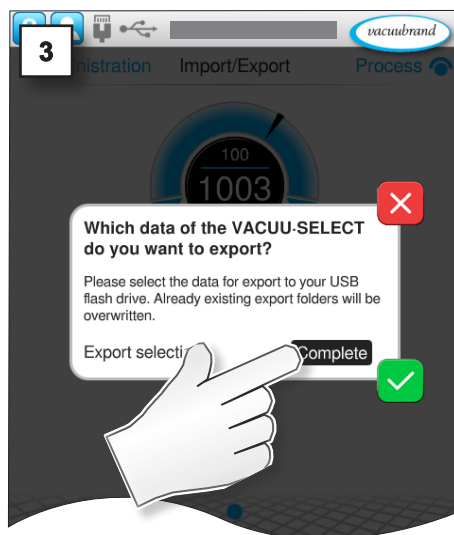 vacuubrand
3
nistration Import/Export Process
100
1003
Which data of the VACUU·SELECT
do you want to export?
Please select the data for export to your USB
flash drive. Already existing export folders will be
overwritten.
Export selecti Complete